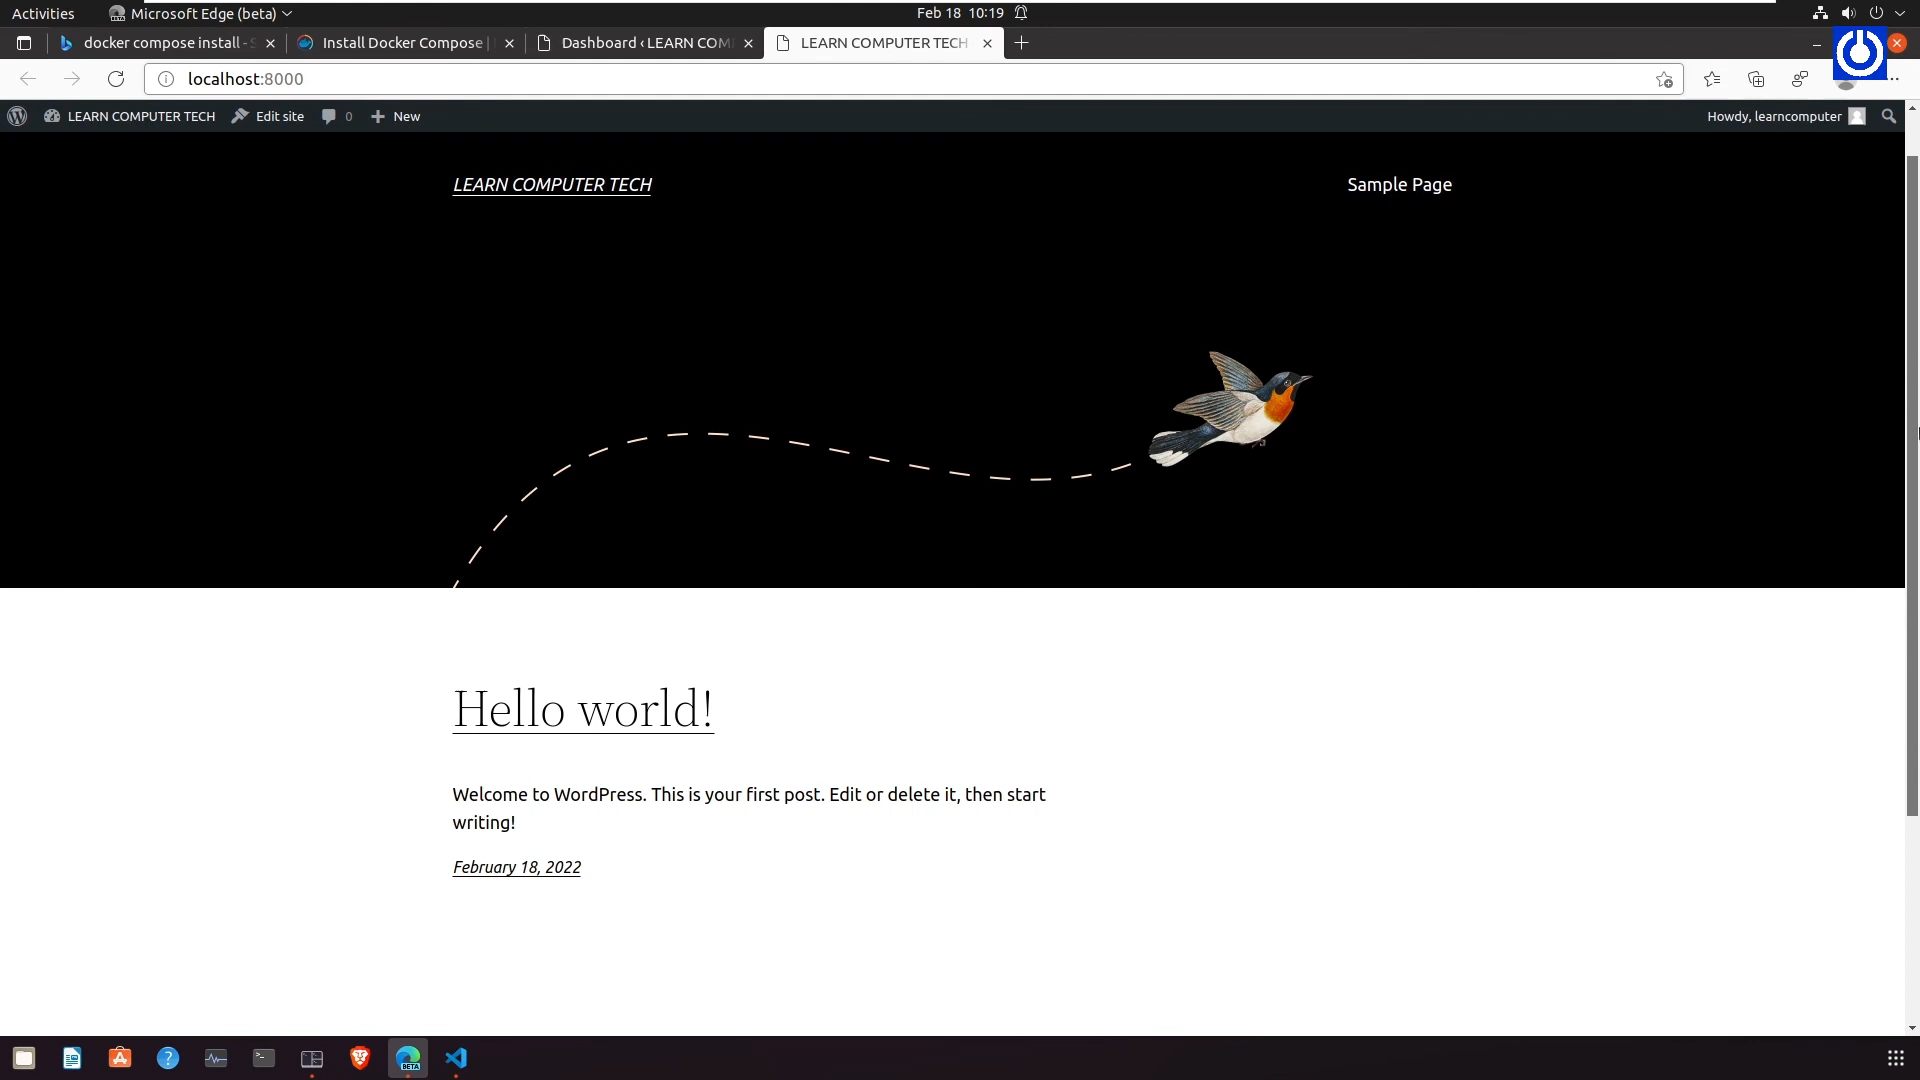 Activities
Microsoft Edge (beta)
Feb 18 10:19
docker compose install -
Install Docker Compose |
Dashboard ‹ LEARN COM
LEARN COMPUTER TECH
localhost:8000
LEARN COMPUTER TECH
Edit site
0
New
Howdy, learncomputer
LEARN COMPUTER TECH
Sample Page
Hello world!
Welcome to WordPress. This is your first post. Edit or delete it, then start
writing!
February 18, 2022
BETA